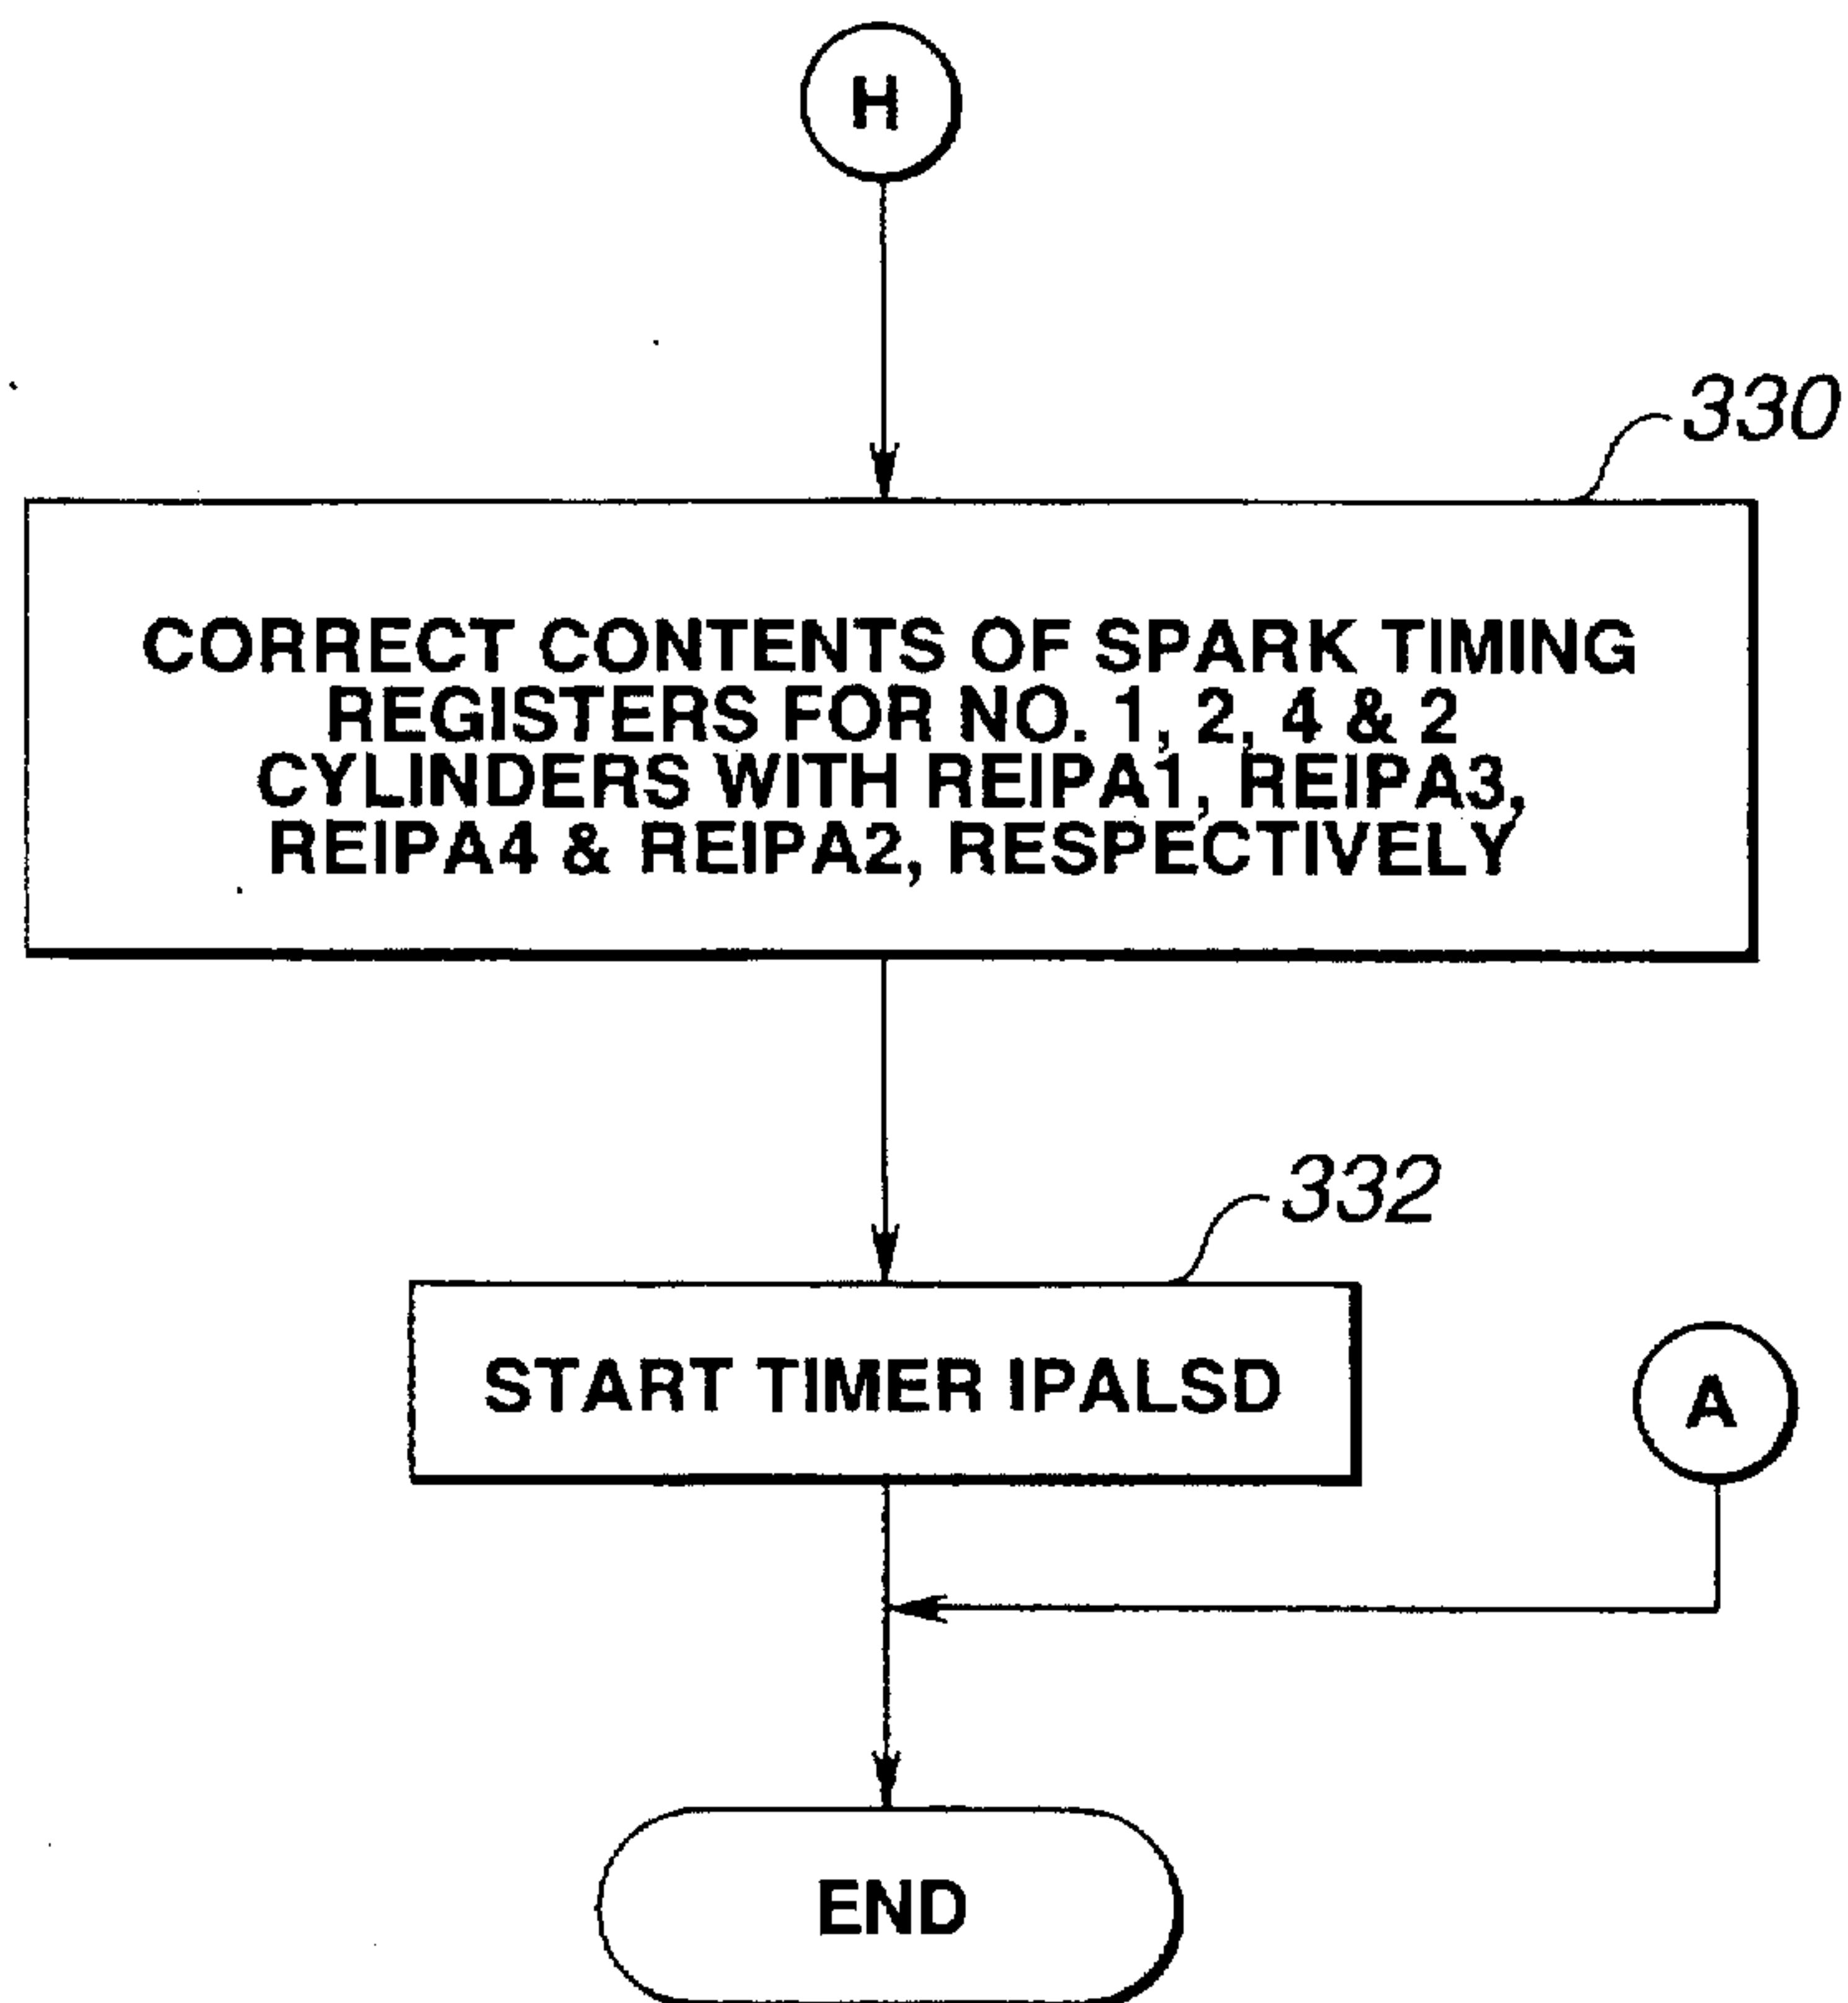 H
330
CORRECT CONTENTS OF SPARK TIMING
REGISTERS FOR NO. 1, 2, 4 & 2
CYLINDERS WITH REIPA1, REIPA3,
REIPA4 & REIPA2, RESPECTIVELY
332
START TIMER IPALSD
A
END